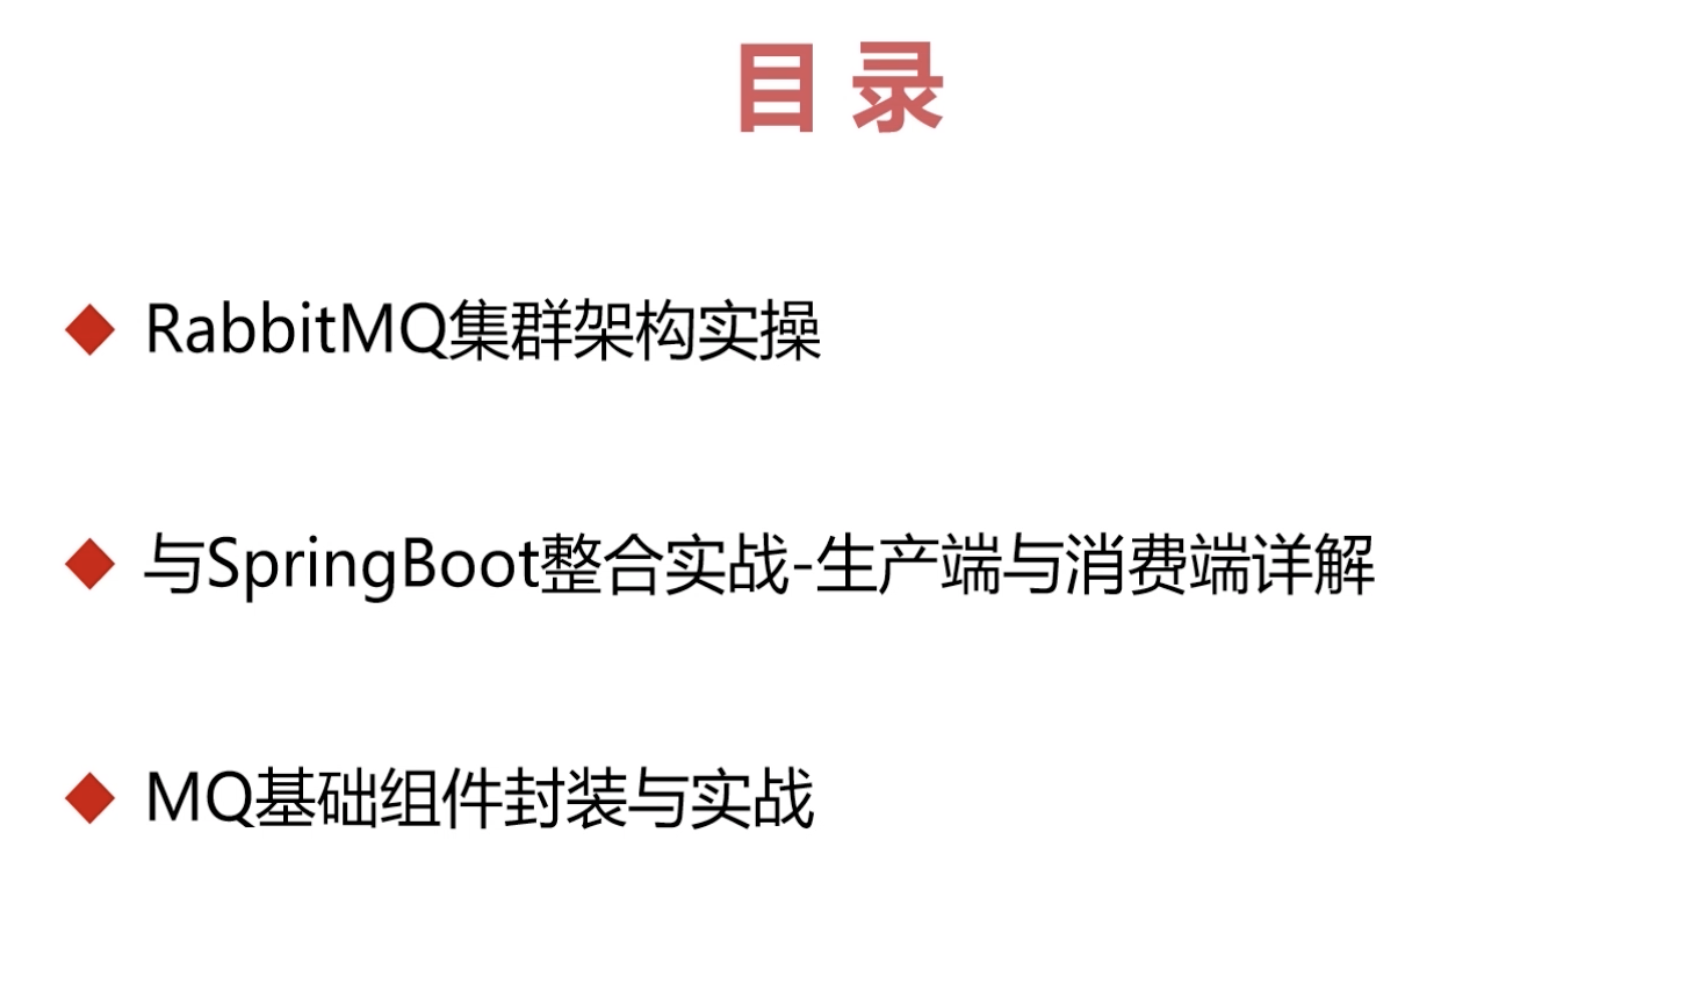 目录
RabbitMQ集群架构实操
与SpringBoot整合实战-生产端与消费端详解
MQ基础组件封装与实战